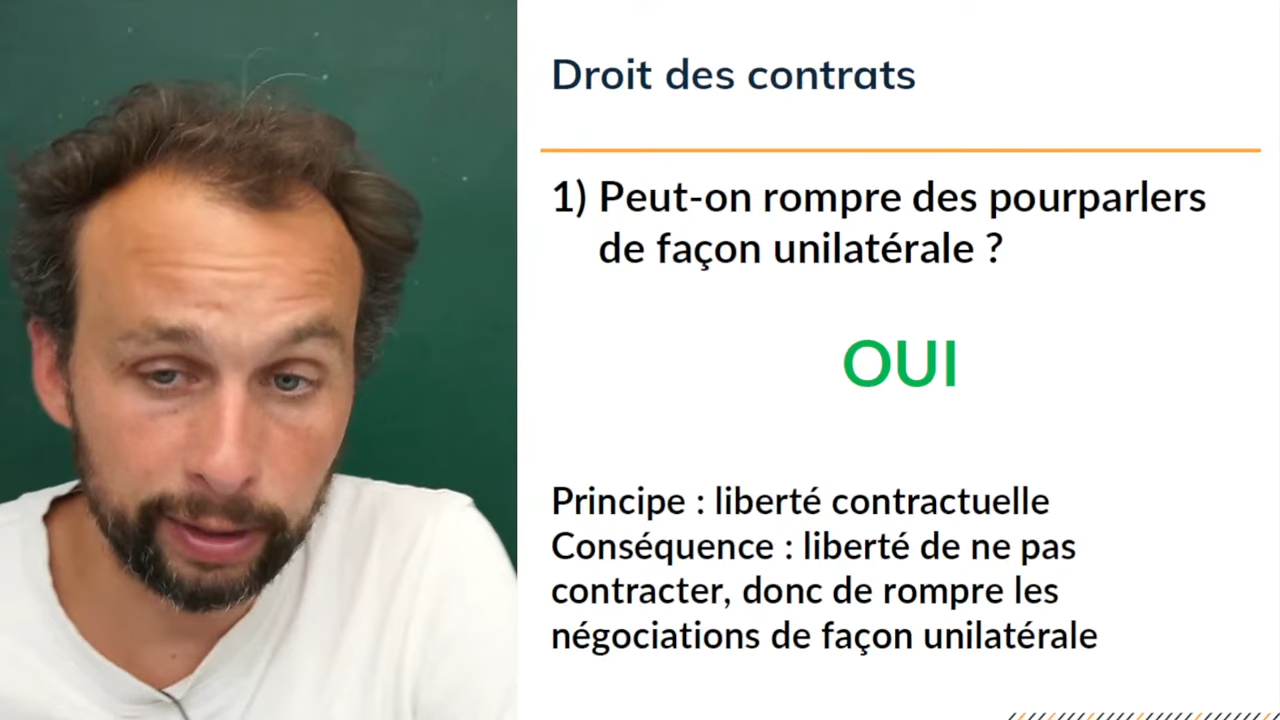 Droit des contrats
1) Peut-on rompre des pourparlers
de façon unilatérale ?
OUI
Principe : liberté contractuelle
Conséquence : liberté de ne pas
contracter, donc de rompre les
négociations de façon unilatérale